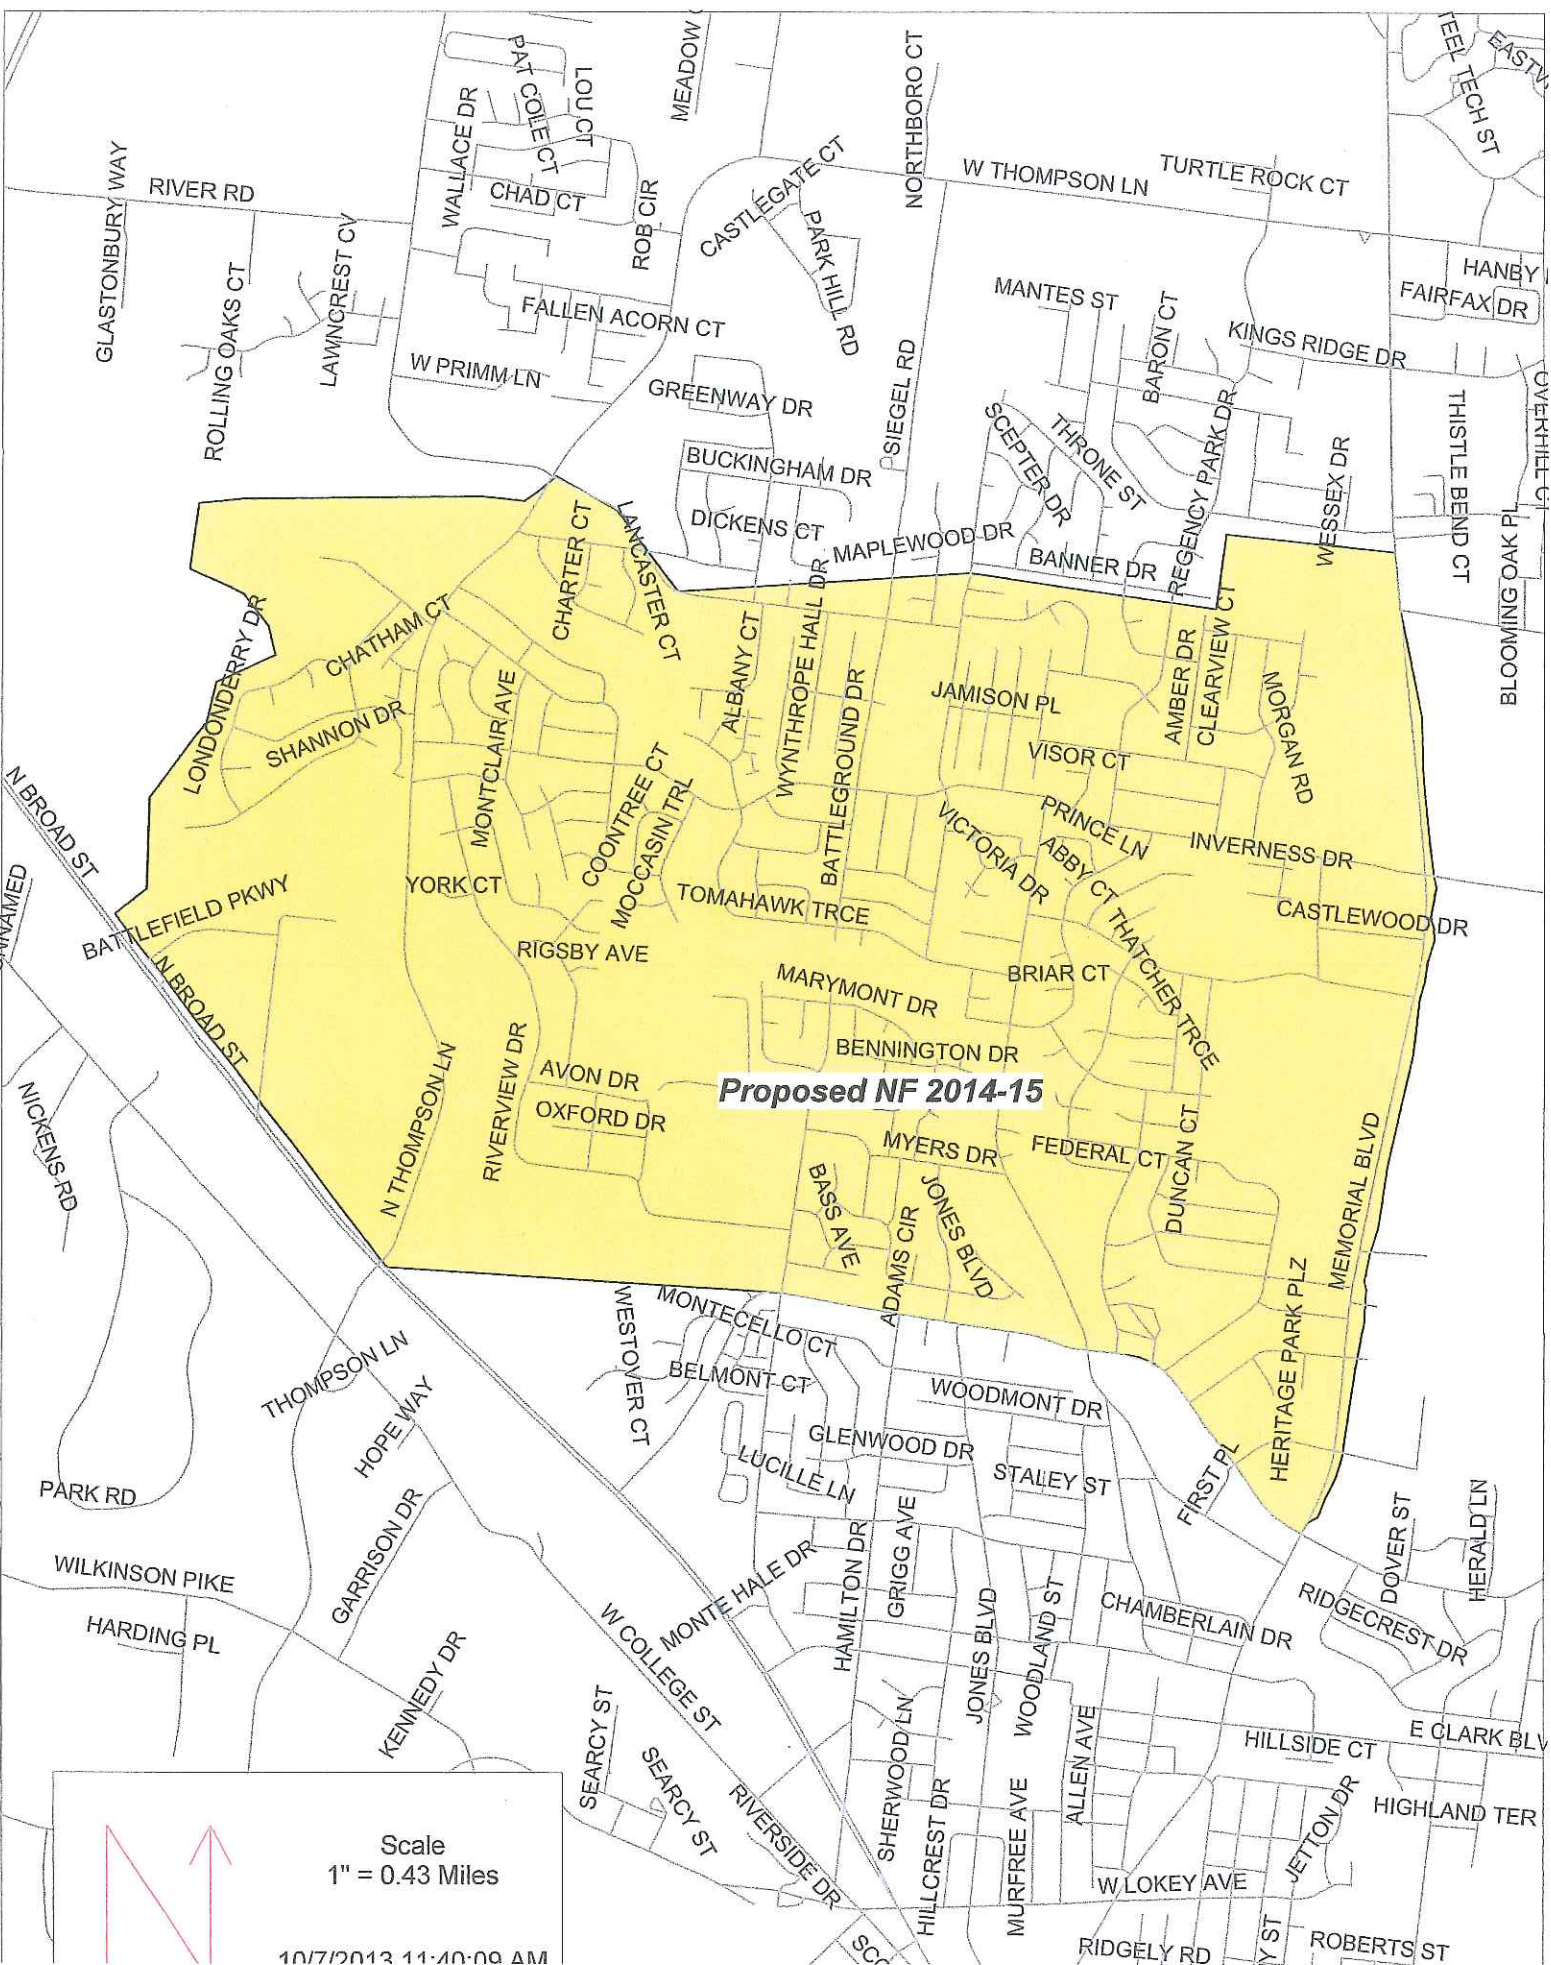 PAT COLE CT
LOU CT
MEADOW
NORTHBORO CT
TEEL TECH ST
WALLACE DR
GLASTONBURY WAY
RIVER RD
CHAD CT
ROB CIR
CASTLEGATE CT
PARK HILL RD
W THOMPSON LN
TURTLE ROCK CT
ROLLING OAKS CT
LAWNCREST CV
HANBY
FAIRFAX DR
FALLEN ACORN CT
MANTES ST
BARON CT
KINGS RIDGE DR
W PRIMM LN
GREENWAY DR
SIEGEL RD
SCEPTER DR
THRONE ST
REGENCY PARK DR
WESSEX DR
THISTLE BEND CT
BUCKINGHAM DR
DICKENS CT
MAPLEWOOD DR
BANNER DR
BLOOMING OAK PL
CHARTER CT
LANCASTER CT
LONDONDERRY DR
CHATHAM CT
ALBANY CT
WYNTHROPE HALL DR
BATTLEGROUND DR
JAMISON PL
AMBER DR
CLEARVIEW CT
MORGAN RD
SHANNON DR
MONTCLAIR AVE
VISOR CT
N BROAD ST
COONTREE CT
MOCCASIN TRL
VICTORIA DR
PRINCE LN
ABBY CT
INVERNESS DR
YORK CT
TOMAHAWK TRCE
CASTLEWOOD DR
BATTLEFIELD PKWY
RIGSBY AVE
THATCHER TRCE
BRIAR CT
MARYMONT DR
N BROAD ST
BENNINGTON DR
N THOMPSON LN
RIVERVIEW DR
AVON DR
Proposed NF 2014-15
OXFORD DR
NICKENS RD
MYERS DR
FEDERAL CT
DUNCAN CT
MEMORIAL BLVD
BASS AVE
ADAMS CIR
JONES BLVD
HERITAGE PARK PLZ
WESTOVER CT
MONTECELLO CT
THOMPSON LN
BELMONT CT
WOODMONT DR
HOPE WAY
GLENWOOD DR
LUCILLE LN
STALEY ST
FIRST PL
PARK RD
GARRISON DR
DOVER ST
HERALD LN
WILKINSON PIKE
MONTE HALE DR
HAMILTON DR
GRIGG AVE
JONES BLVD
WOODLAND ST
CHAMBERLAIN DR
RIDGECREST DR
HARDING PL
W COLLEGE ST
KENNEDY DR
SEARCY ST
SEARCY ST
SHERWOOD LN
ALLEN AVE
HILLSIDE CT
E CLARK BLV
RIVERSIDE DR
HILLCREST DR
MURFREE AVE
JETTON DR
HIGHLAND TER
Scale
1" = 0.43 Miles
W LOKEY AVE
RIDGELY RD
ROBERTS ST
N
10/7/2013 11:40:09 AM